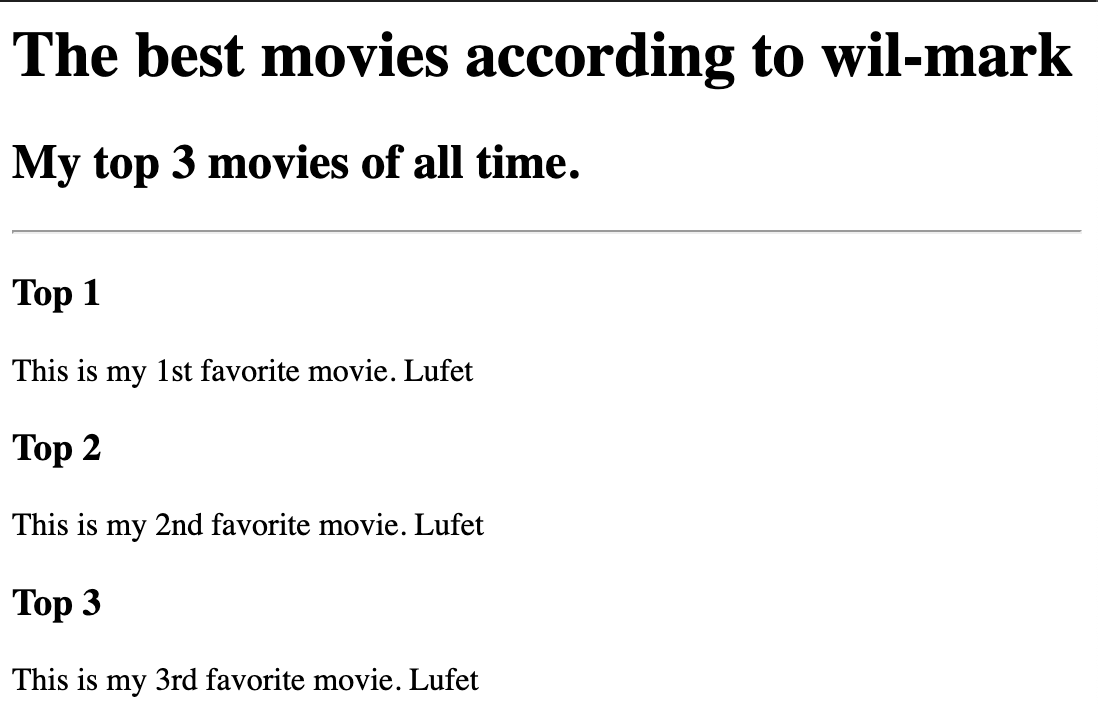 The best movies according to wil-mark
My top 3 movies of all time.
Top 1
This is my 1st favorite movie. Lufet
Top 2
This is my 2nd favorite movie. Lufet
Top 3
This is my 3rd favorite movie. Lufet